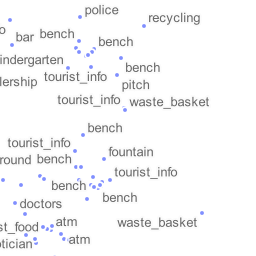 police
recycling
o
bar
bench
bench
indergarten
bench
lership
tourist_info
pitch
tourist_info
waste_basket
bench
tourist_info
fountain
round
bench
tourist_info
bench
bench
doctors
st_food
atm
waste_basket
tician
atm